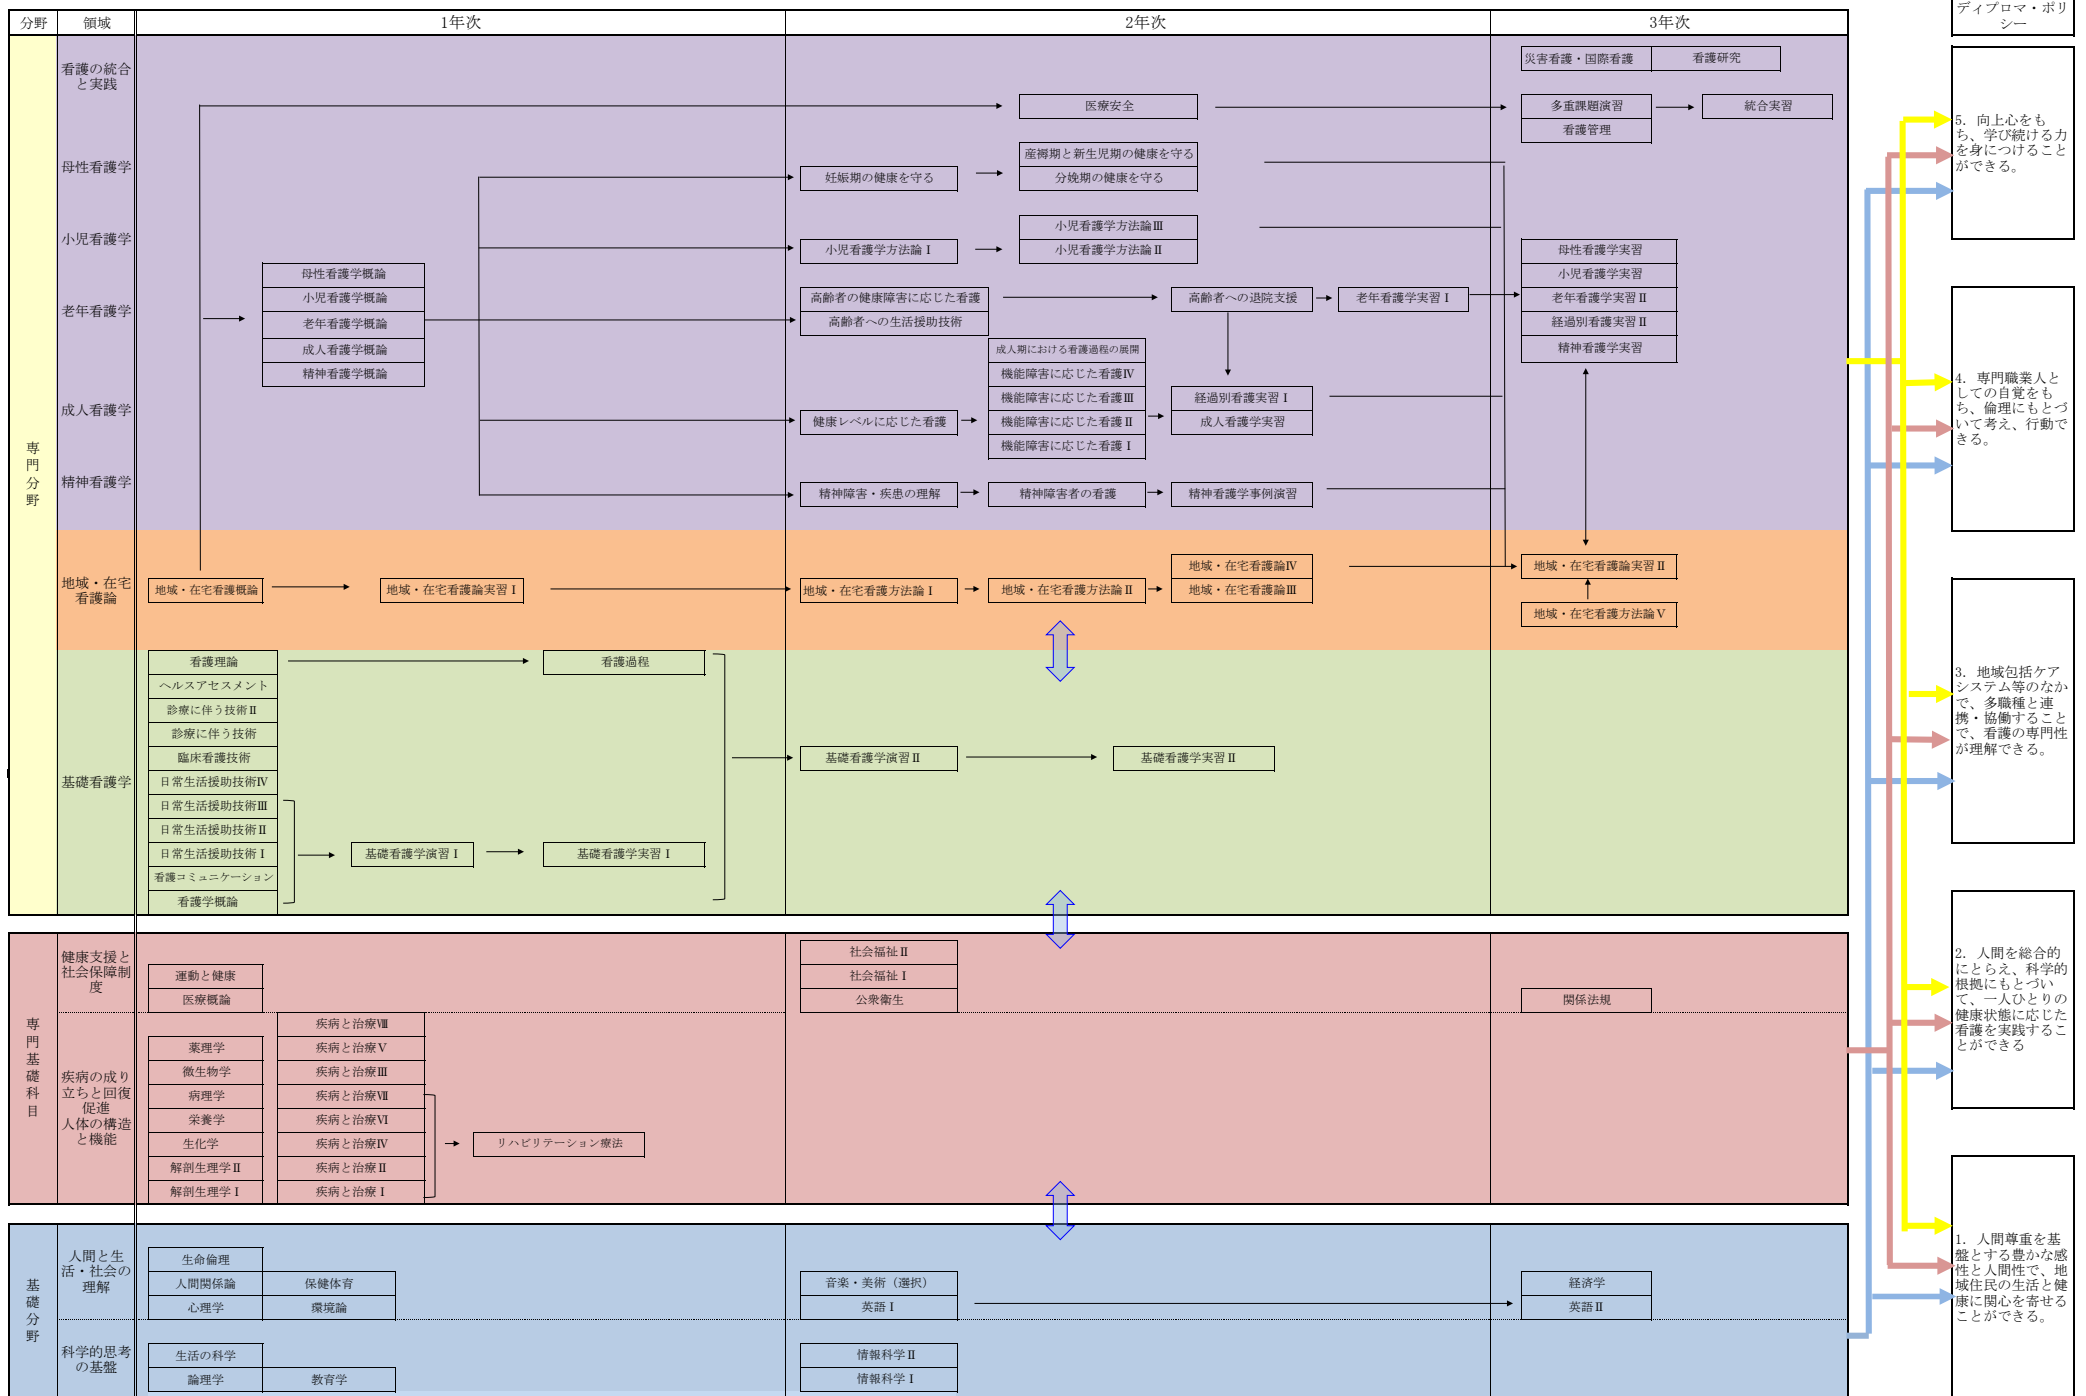 分野
領域
1年次
2年次
3年次
ディプロマ・ポリ
シー
専門分野
看護の統合
と実践
災害看護・国際看護
看護研究
医療安全
多重課題演習
統合実習
看護管理
母性看護学
産褥期と新生児期の健康を守る
妊娠期の健康を守る
分娩期の健康を守る
小児看護学
小児看護学方法論Ⅲ
小児看護学方法論Ⅰ
小児看護学方法論Ⅱ
母性看護学概論
小児看護学概論
老年看護学概論
成人看護学概論
精神看護学概論
母性看護学実習
小児看護学実習
老年看護学実習Ⅱ
経過別看護実習Ⅱ
精神看護学実習
老年看護学
高齢者の健康障害に応じた看護
高齢者への生活援助技術
高齢者への退院支援
老年看護学実習Ⅰ
成人看護学
健康レベルに応じた看護
成人期における看護過程の展開
機能障害に応じた看護Ⅳ
機能障害に応じた看護Ⅲ
機能障害に応じた看護Ⅱ
機能障害に応じた看護Ⅰ
経過別看護実習Ⅰ
成人看護学実習
精神看護学
精神障害・疾患の理解
精神障害者の看護
精神看護学事例演習
地域・在宅
看護論
地域・在宅看護概論
地域・在宅看護論実習Ⅰ
地域・在宅看護方法論Ⅰ
地域・在宅看護方法論Ⅱ
地域・在宅看護論Ⅳ
地域・在宅看護論Ⅲ
地域・在宅看護論実習Ⅱ
地域・在宅看護方法論Ⅴ
基礎看護学
看護理論
ヘルスアセスメント
診療に伴う技術Ⅱ
診療に伴う技術
臨床看護技術
日常生活援助技術Ⅳ
日常生活援助技術Ⅲ
日常生活援助技術Ⅱ
日常生活援助技術Ⅰ
看護コミュニケーション
看護学概論
看護過程
基礎看護学演習Ⅰ
基礎看護学実習Ⅰ
基礎看護学演習Ⅱ
基礎看護学実習Ⅱ
専門基礎科目
健康支援と
社会保障制
度
運動と健康
医療概論
社会福祉Ⅱ
社会福祉Ⅰ
公衆衛生
関係法規
疾病の成り
立ちと回復
促進
人体の構造
と機能
薬理学
微生物学
病理学
栄養学
生化学
解剖生理学Ⅱ
解剖生理学Ⅰ
疾病と治療Ⅷ
疾病と治療Ⅴ
疾病と治療Ⅲ
疾病と治療Ⅶ
疾病と治療Ⅵ
疾病と治療Ⅳ
疾病と治療Ⅱ
疾病と治療Ⅰ
リハビリテーション療法
基礎分野
人間と生
活・社会の
理解
生命倫理
人間関係論
保健体育
心理学
環境論
音楽・美術（選択）
英語Ⅰ
経済学
英語Ⅱ
科学的思考
の基盤
生活の科学
論理学
教育学
情報科学Ⅱ
情報科学Ⅰ
5. 向上心をも
ち、学び続ける力
を身につけること
ができる。
4. 専門職業人と
しての自覚をも
ち、倫理にもとづ
いて考え、行動で
きる。
3. 地域包括ケア
システム等のなか
で、多職種と連
携・協働すること
で、看護の専門性
が理解できる。
2. 人間を総合的
にとらえ、科学的
根拠にもとづい
て、一人ひとりの
健康状態に応じた
看護を実践するこ
とができる
1. 人間尊重を基
盤とする豊かな感
性と人間性で、地
域住民の生活と健
康に関心を寄せる
ことができる。